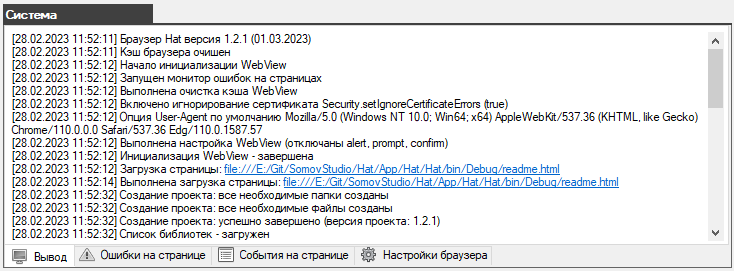 Система
[28.02.2023 11:52:11] Браузер Hat версия 1.2.1 (01.03.2023)
[28.02.2023 11:52:11] Кэш браузера очишен
[28.02.2023 11:52:12] Начало инициализации WebView
[28.02.2023 11:52:12] Запущен монитор ошибок на страницах
[28.02.2023 11:52:12] Выполнена очистка кэша WebView
[28.02.2023 11:52:12] Включено игнорирование сертификата Security.setIgnoreCertificateErrors (true)
[28.02.2023 11:52:12] Опция User-Agent по умолчанию Mozilla/5.0 (Windows NT 10.0; Win64; x64) AppleWebKit/537.36 (KHTML, like Gecko)
Chrome/110.0.0.0 Safari/537.36 Edg/110.0.1587.57
[28.02.2023 11:52:12] Выполнена настройка WebView (отключаны alert, prompt, confirm)
[28.02.2023 11:52:12] Инициализация WebView - завершена
[28.02.2023 11:52:12] Загрузка страницы: file:///E:/Git/SomovStudio/Hat/App/Hat/Hat/bin/Debug/readme.html
[28.02.2023 11:52:14] Выполнена загрузка страницы: file:///E:/Git/SomovStudio/Hat/App/Hat/Hat/bin/Debug/readme.html
[28.02.2023 11:52:32] Создание проекта: все необходимые папки созданы
[28.02.2023 11:52:32] Создание проекта: все необходимые файлы созданы
[28.02.2023 11:52:32] Создание проекта: успешно завершено (версия проекта: 1.2.1)
[28.02.2023 11:52:32] Список библиотек - загружен
Вывод Ошибки на странице События на странице Настройки браузера